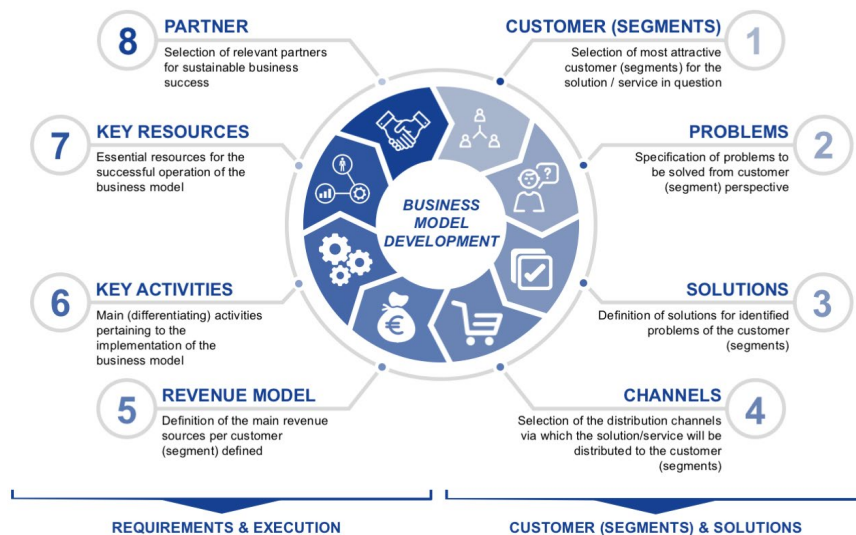 8
PARTNER
Selection of relevant partners
for sustainable business
success
CUSTOMER (SEGMENTS)
1
Selection of most attractive
customer (segments) for the
solution / service in question
7
KEY RESOURCES
Essential resources for the
successful operation of the
business model
PROBLEMS
2
Specification of problems to
be solved from customer
(segment) perspective
?
BUSINESS
MODEL
DEVELOPMENT
6
KEY ACTIVITIES
Main (differentiating) activities
pertaining to the
implementation of the
business model
SOLUTIONS
3
Definition of solutions for identified
problems of the customer
(segments)
€
5
REVENUE MODEL
Definition of the main revenue
sources per customer
(segment) defined
CHANNELS
4
Selection of the distribution channels
via which the solution/service will be
distributed to the customer
(segments)
REQUIREMENTS & EXECUTION
CUSTOMER (SEGMENTS) & SOLUTIONS